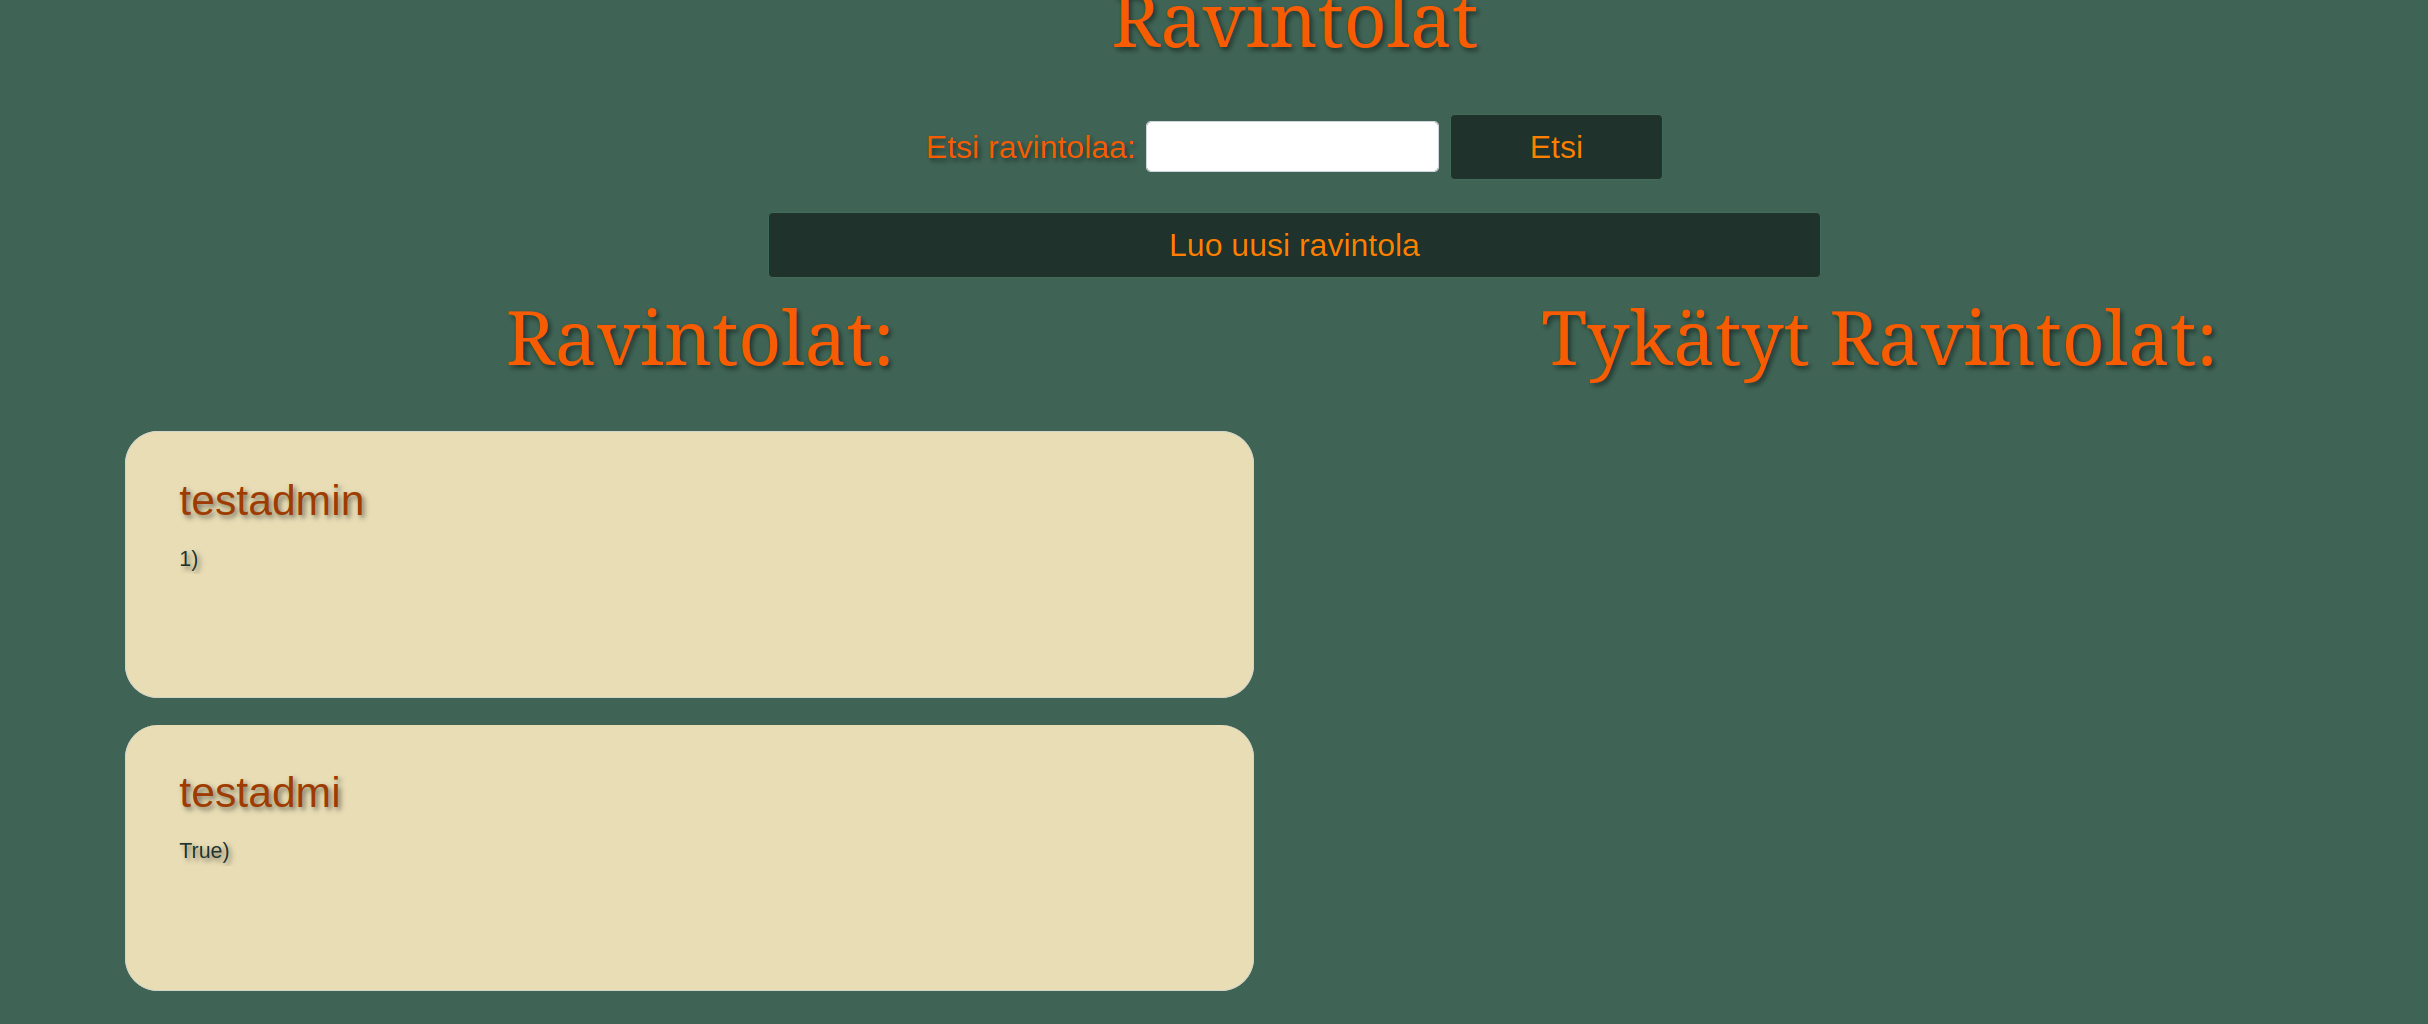 Ravintolat
Etsi ravintolaa: Etsi
Luo uusi ravintola
Ravintolat:
Tykätyt Ravintolat:
testadmin
1)
testadmi
True)